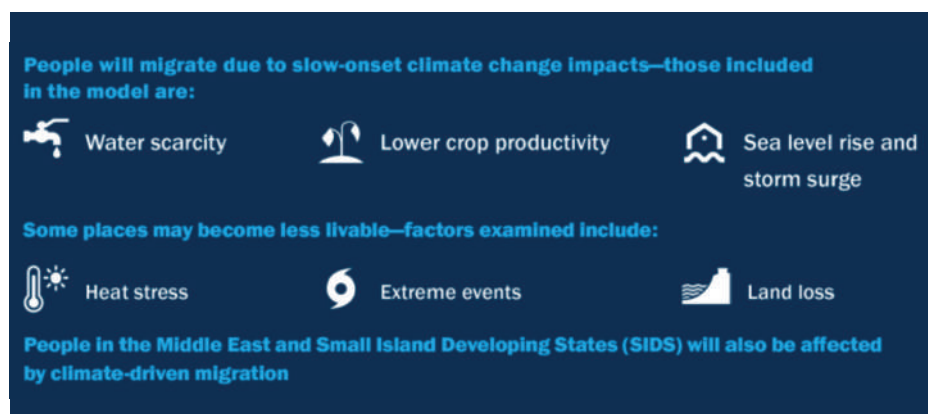 People will migrate due to slow-onset climate change impacts—those included
in the model are:
Water scarcity
Lower crop productivity
Sea level rise and
storm surge
Some places may become less livable—factors examined include:
Heat stress
Extreme events
Land loss
People in the Middle East and Small Island Developing States (SIDS) will also be affected
by climate-driven migration